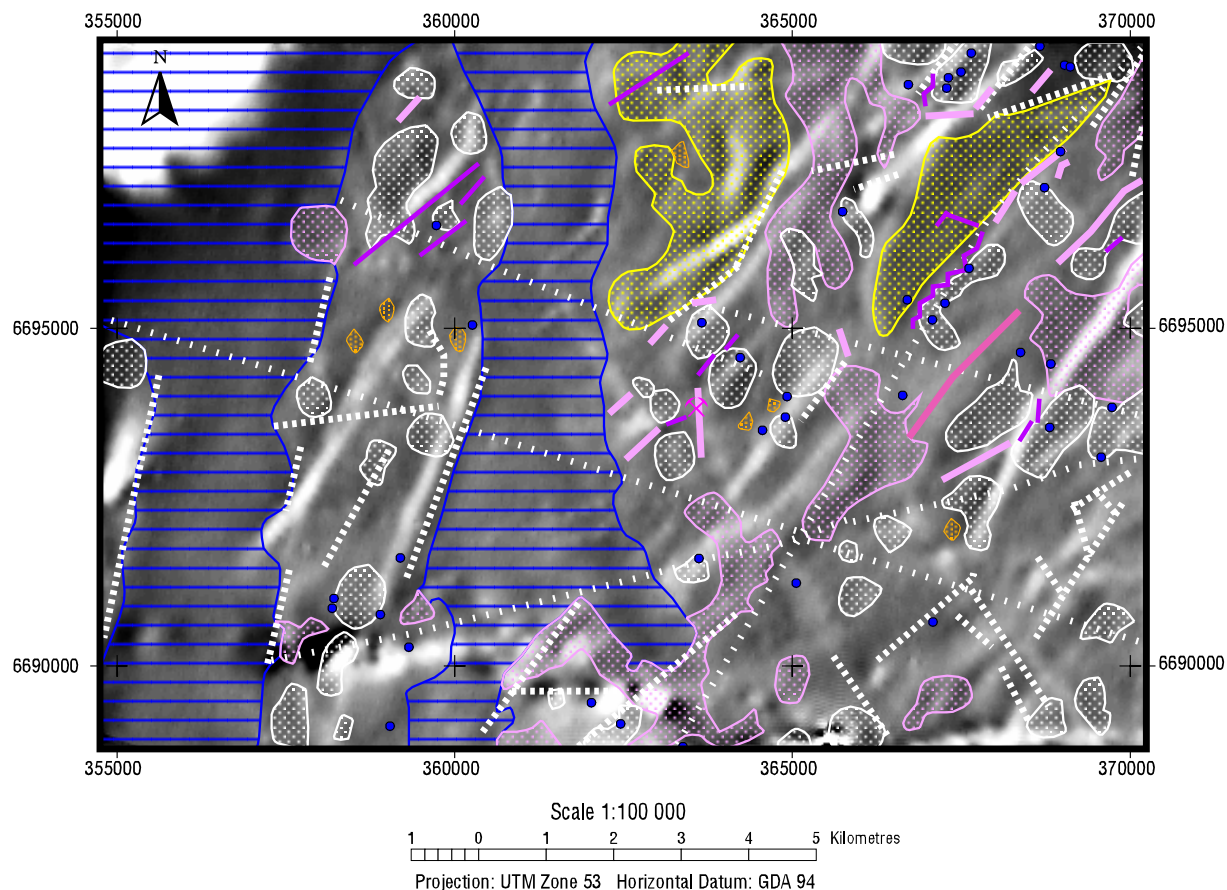 355000 360000 365000 370000
N
6695000 6695000
6690000 6690000
355000 360000 365000 370000
Scale 1:100 000
1 0 1 2 3 4 5 Kilometres
Projection: UTM Zone 53 Horizontal Datum: GDA 94